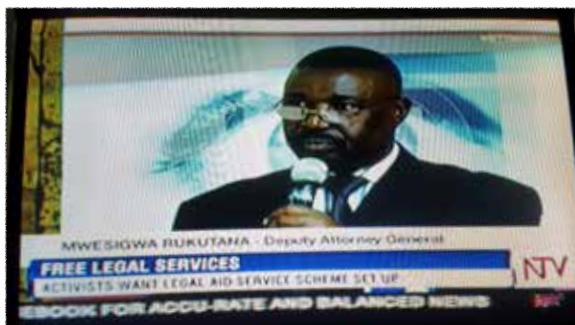 MWESIGWA RUKUTANA - Deputy Attorney General
FREE LEGAL SERVICES
NTV
ACTIVISTS WANT LEGAL AID SERVICE SCHEME SET UP
EBOOK FOR ACCU-RATE AND BALANCED NEWS